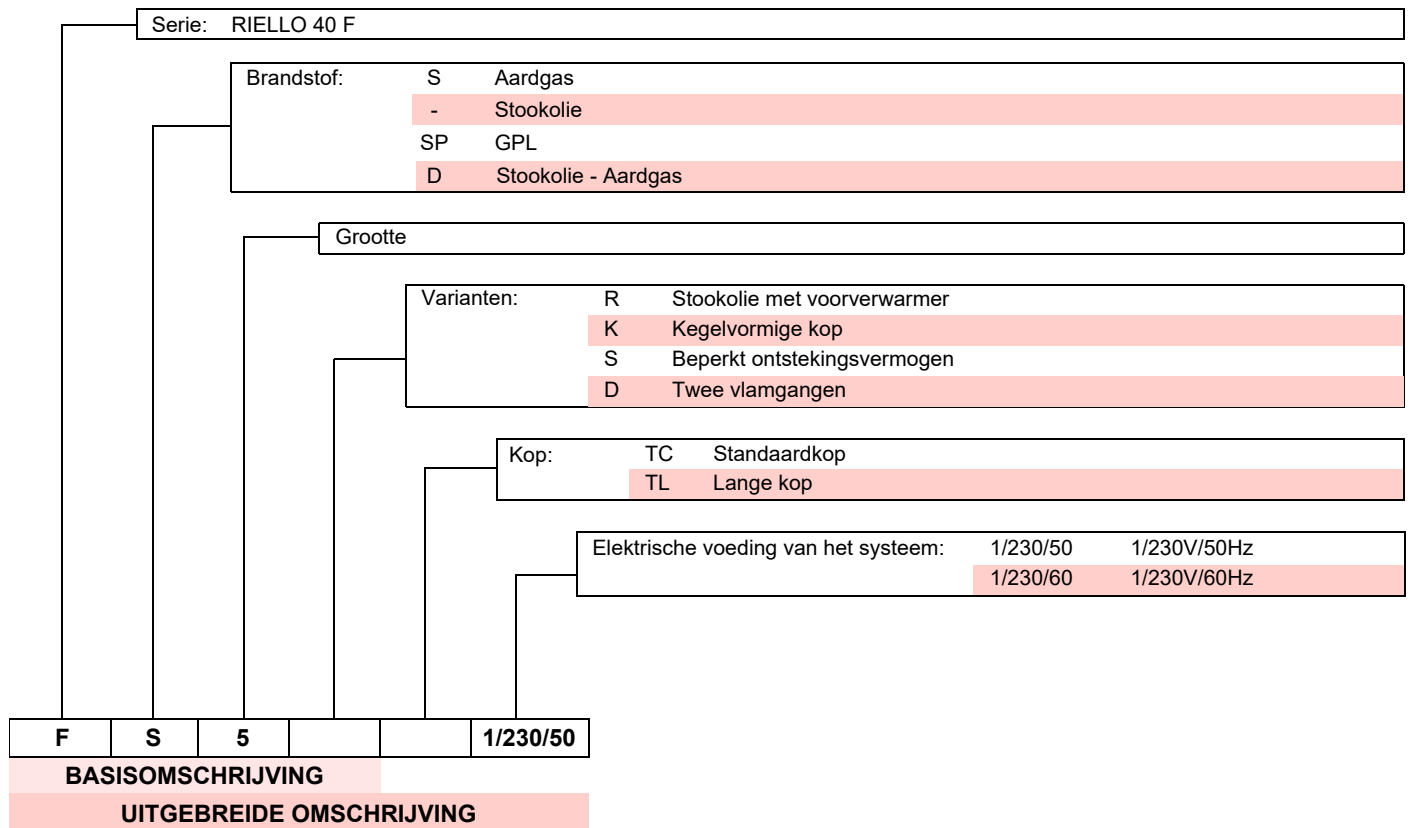 Serie: RIELLO 40 F
Brandstof: S Aardgas
- Stookolie
SP GPL
D Stookolie - Aardgas
Grootte
Varianten: R Stookolie met voorverwarmer
K Kegelvormige kop
S Beperkt ontstekingsvermogen
D Twee vlamgangen
Kop: TC Standaardkop
TL Lange kop
Elektrische voeding van het systeem: 1/230/50 1/230V/50Hz
1/230/60 1/230V/60Hz
F S 5 1/230/50
BASISOMSCHRIJVING
UITGEBREIDE OMSCHRIJVING